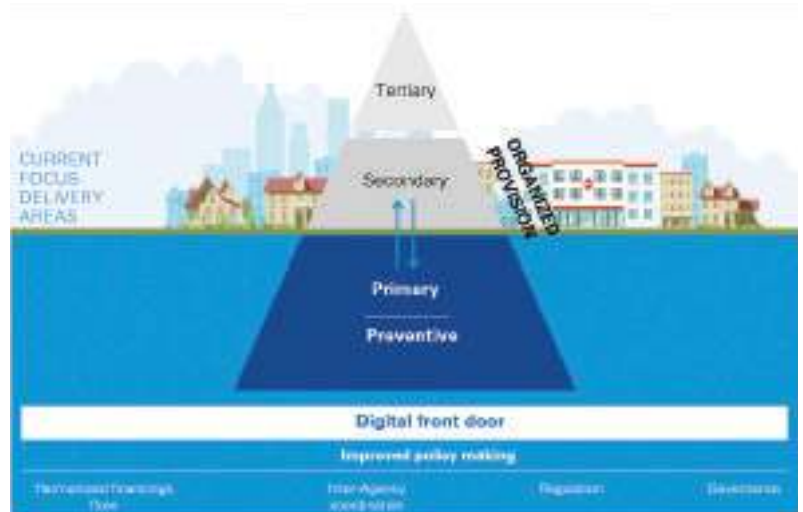 Tertiary
CURRENT
FOCUS
DELIVERY
AREAS
Secondary
ORGANIZED
PROVISION
Primary
Preventive
Digital front door
Improved policy making
Inter-Agency
coordination
Regulation
Governance